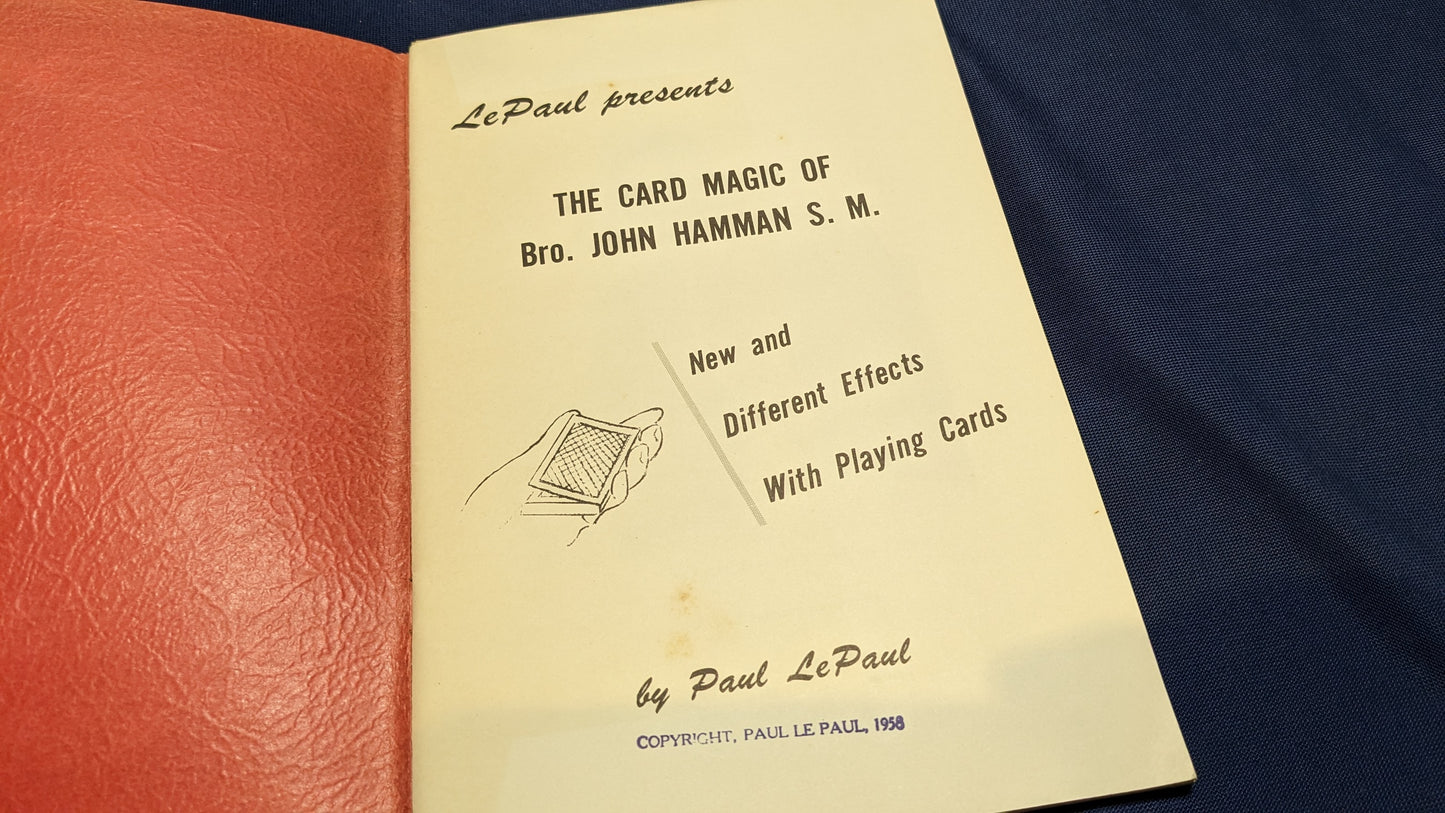 LePaul presents
THE CARD MAGIC OF
Bro. JOHN HAMMAN S. M.
New and
Different Effects
With Playing Cards
by Paul LePaul
COPYRIGHT, PAUL LE PAUL, 1958